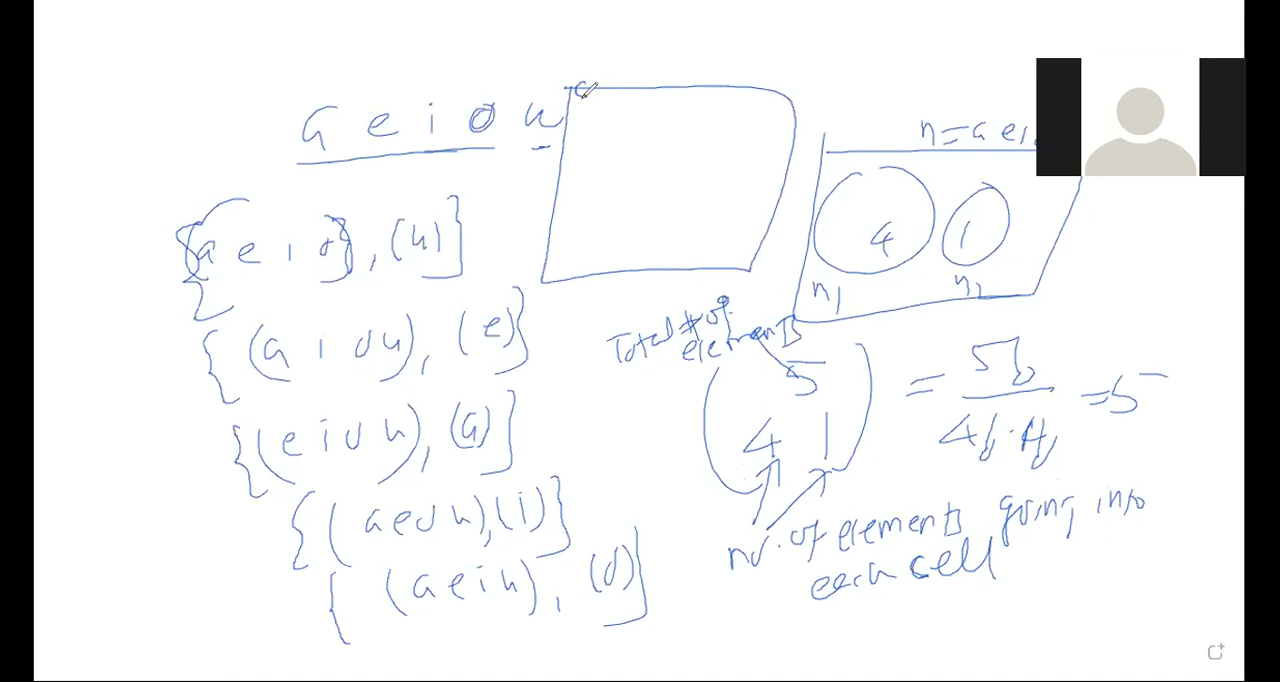 a e i o u
n = a e i
{(a e i o), (u)}
4 1
n1 n2
{(a i o u), (e)}
Total # of
elements
{(e i o u), (a)}
(5
4 1) = 5! / 4! · 1! = 5
{(a e o u), (i)}
{(a e i u), (o)}
no. of elements going into
each cell